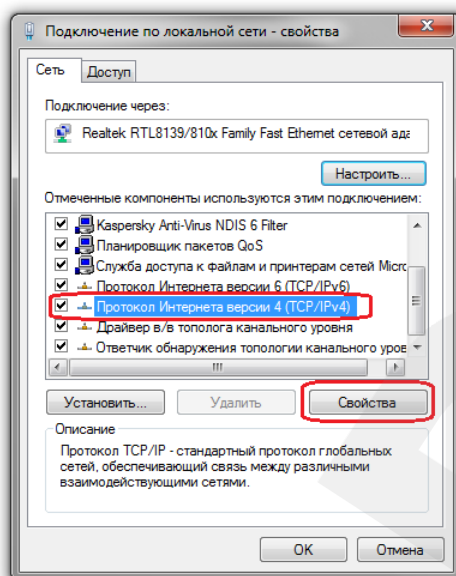 Подключение по локальной сети - свойства
Сеть
Доступ
Подключение через:
Realtek RTL8139/810x Family Fast Ethernet сетевой ада
Настроить...
Отмеченные компоненты используются этим подключением:
Kaspersky Anti-Virus NDIS 6 Filter
Планировщик пакетов QoS
Служба доступа к файлам и принтерам сетей Micro
Протокол Интернета версии 6 (TCP/IPv6)
Протокол Интернета версии 4 (TCP/IPv4)
Драйвер в/в тополога канального уровня
Ответчик обнаружения топологии канального уров
Установить...
Удалить
Свойства
Описание
Протокол TCP/IP - стандартный протокол глобальных
сетей, обеспечивающий связь между различными
взаимодействующими сетями.
OK
Отмена